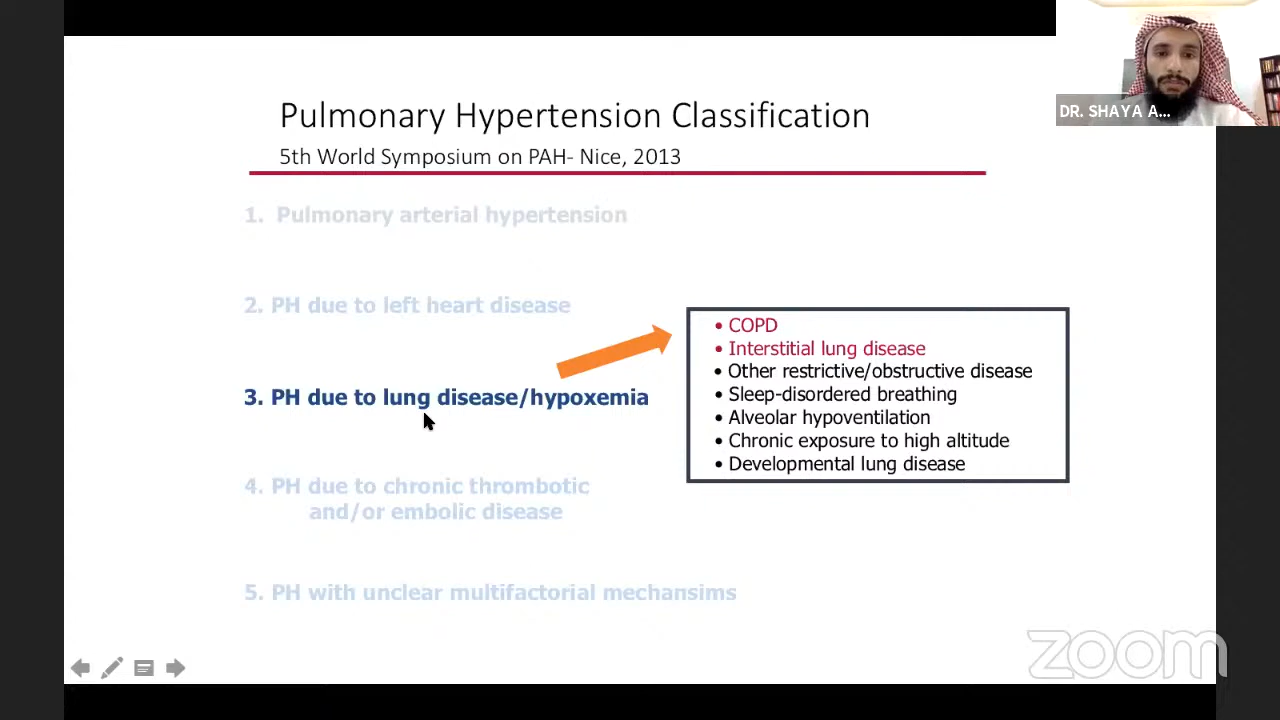 Pulmonary Hypertension Classification
5th World Symposium on PAH- Nice, 2013
1. Pulmonary arterial hypertension
2. PH due to left heart disease
3. PH due to lung disease/hypoxemia
• COPD
• Interstitial lung disease
• Other restrictive/obstructive disease
• Sleep-disordered breathing
• Alveolar hypoventilation
• Chronic exposure to high altitude
• Developmental lung disease
4. PH due to chronic thrombotic
and/or embolic disease
5. PH with unclear multifactorial mechansims
DR. SHAYA A...
zoom